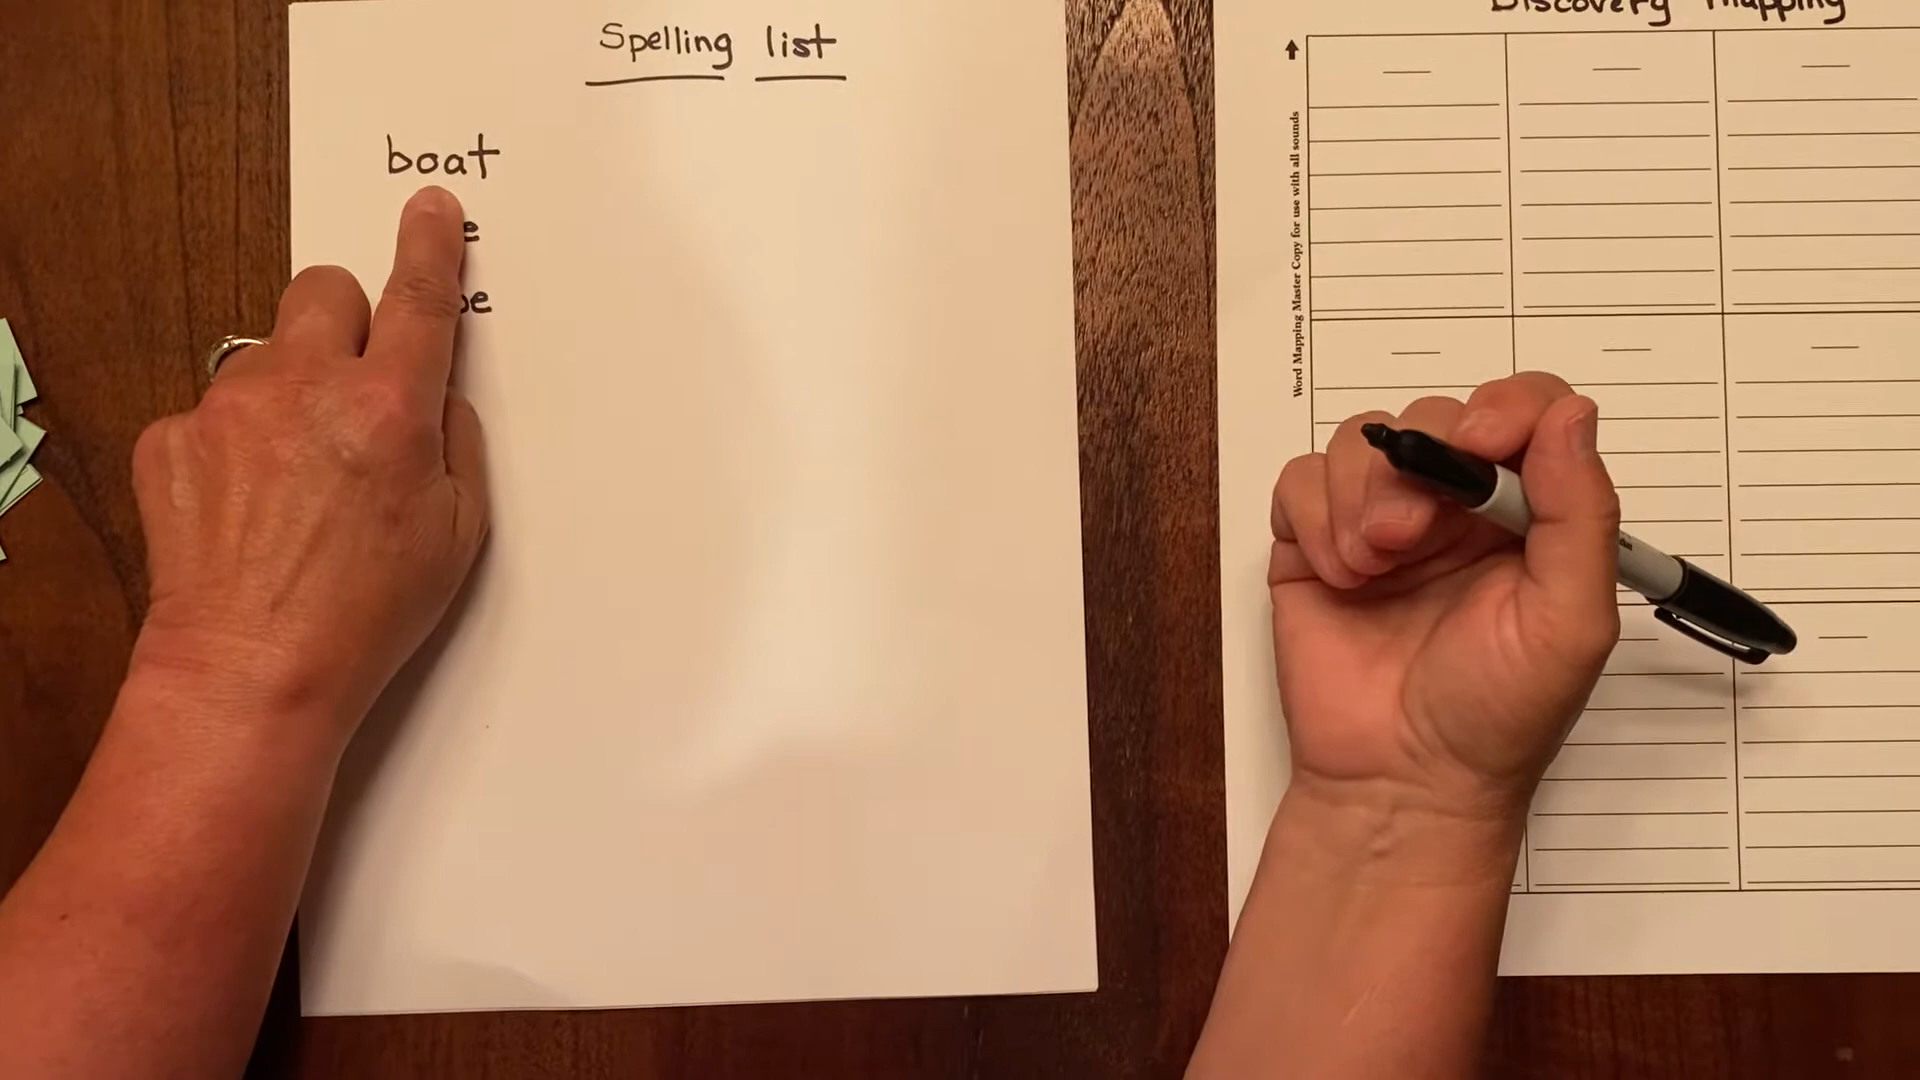 Spelling list
boat
Discovery Mapping
Word Mapping Master Copy for use with all sounds